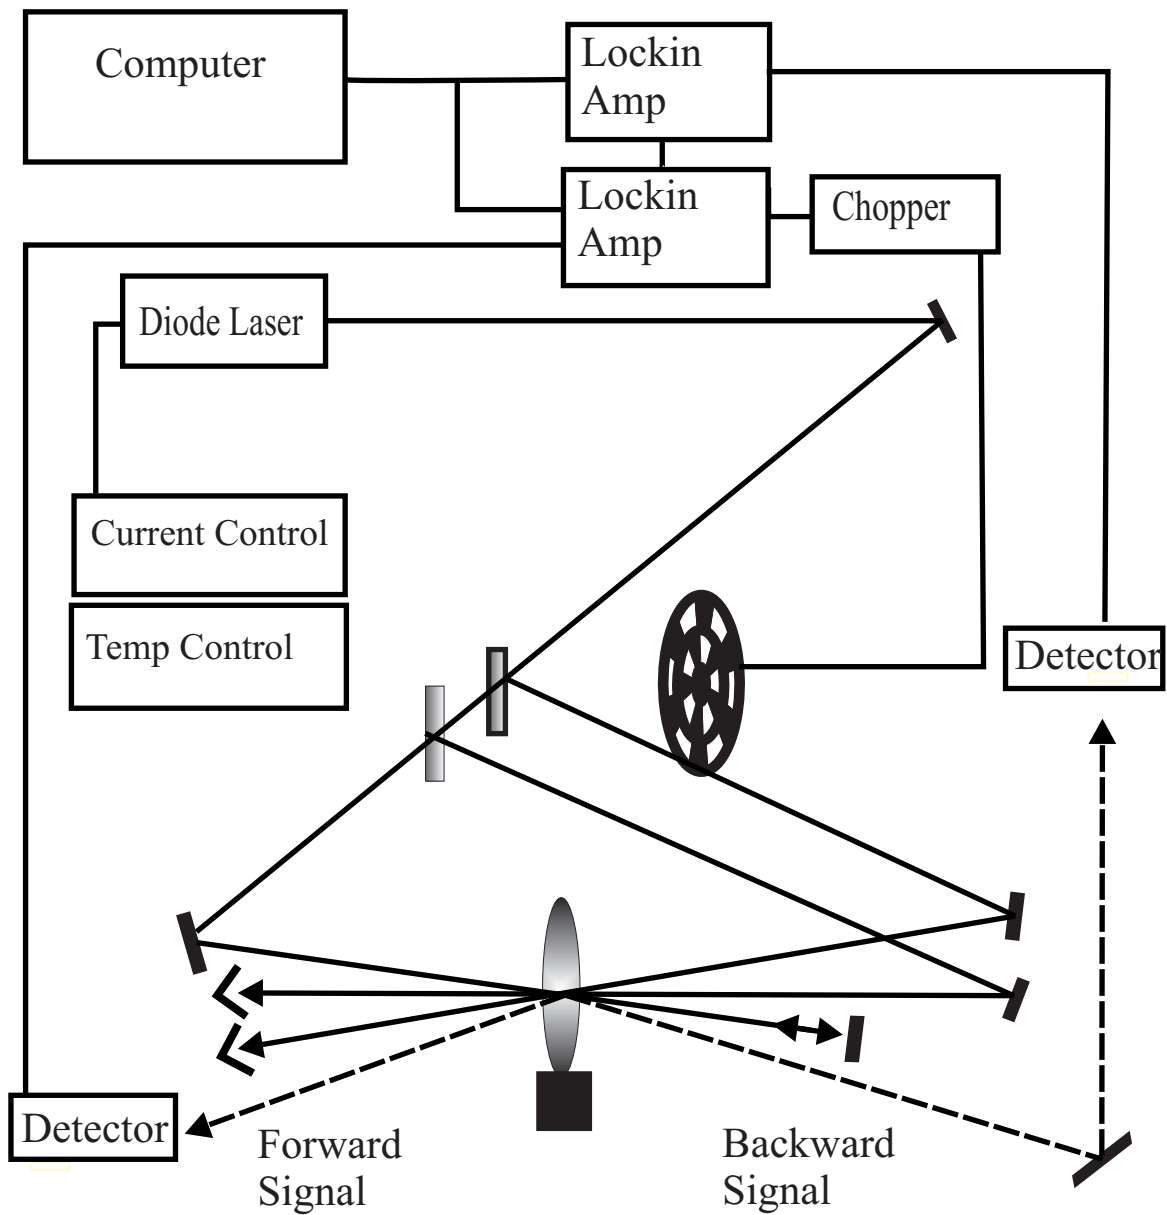 Computer
Lockin
Amp
Lockin
Amp
Chopper
Diode Laser
Current Control
Temp Control
Detector
Detector
Forward
Signal
Backward
Signal